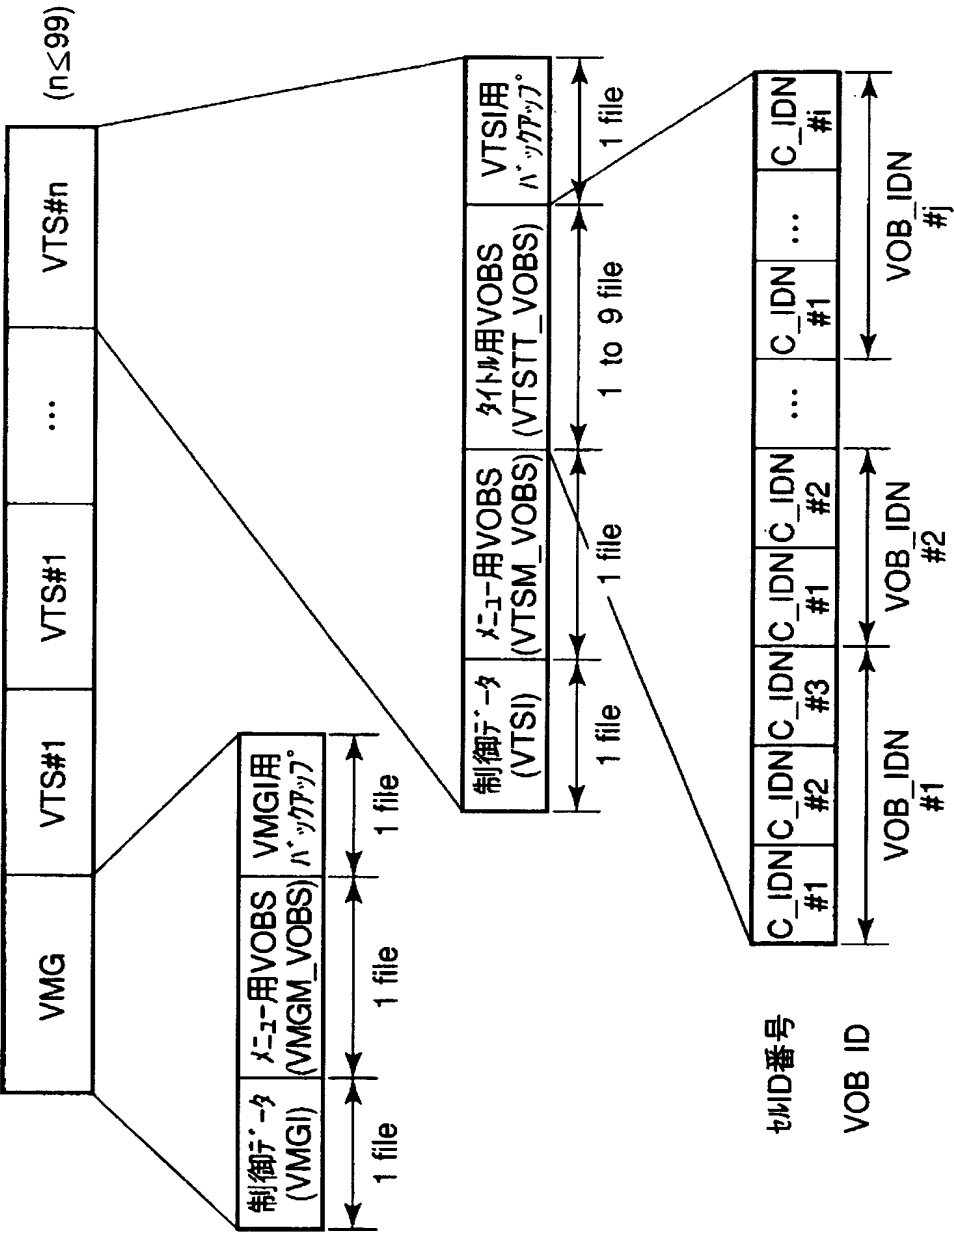 (n≤99)
VMG
VTS#1
VTS#1
...
VTS#n
制御ﾃﾞｰﾀ
(VMGI)
ﾒﾆｭｰ用VOBS
(VMGM_VOBS)
VMGI用
ﾊﾞｯｸｱｯﾌﾟ
1 file
1 file
1 file
制御ﾃﾞｰﾀ
(VTSI)
ﾒﾆｭｰ用VOBS
(VTSM_VOBS)
ﾀｲﾄﾙ用VOBS
(VTSTT_VOBS)
VTSI用
ﾊﾞｯｸｱｯﾌﾟ
1 file
1 file
1 to 9 file
1 file
ｾﾙID番号
C_IDN
#1
C_IDN
#2
C_IDN
#3
C_IDN
#1
C_IDN
#2
...
C_IDN
#1
...
C_IDN
#i
VOB ID
VOB_IDN
#1
VOB_IDN
#2
VOB_IDN
#j